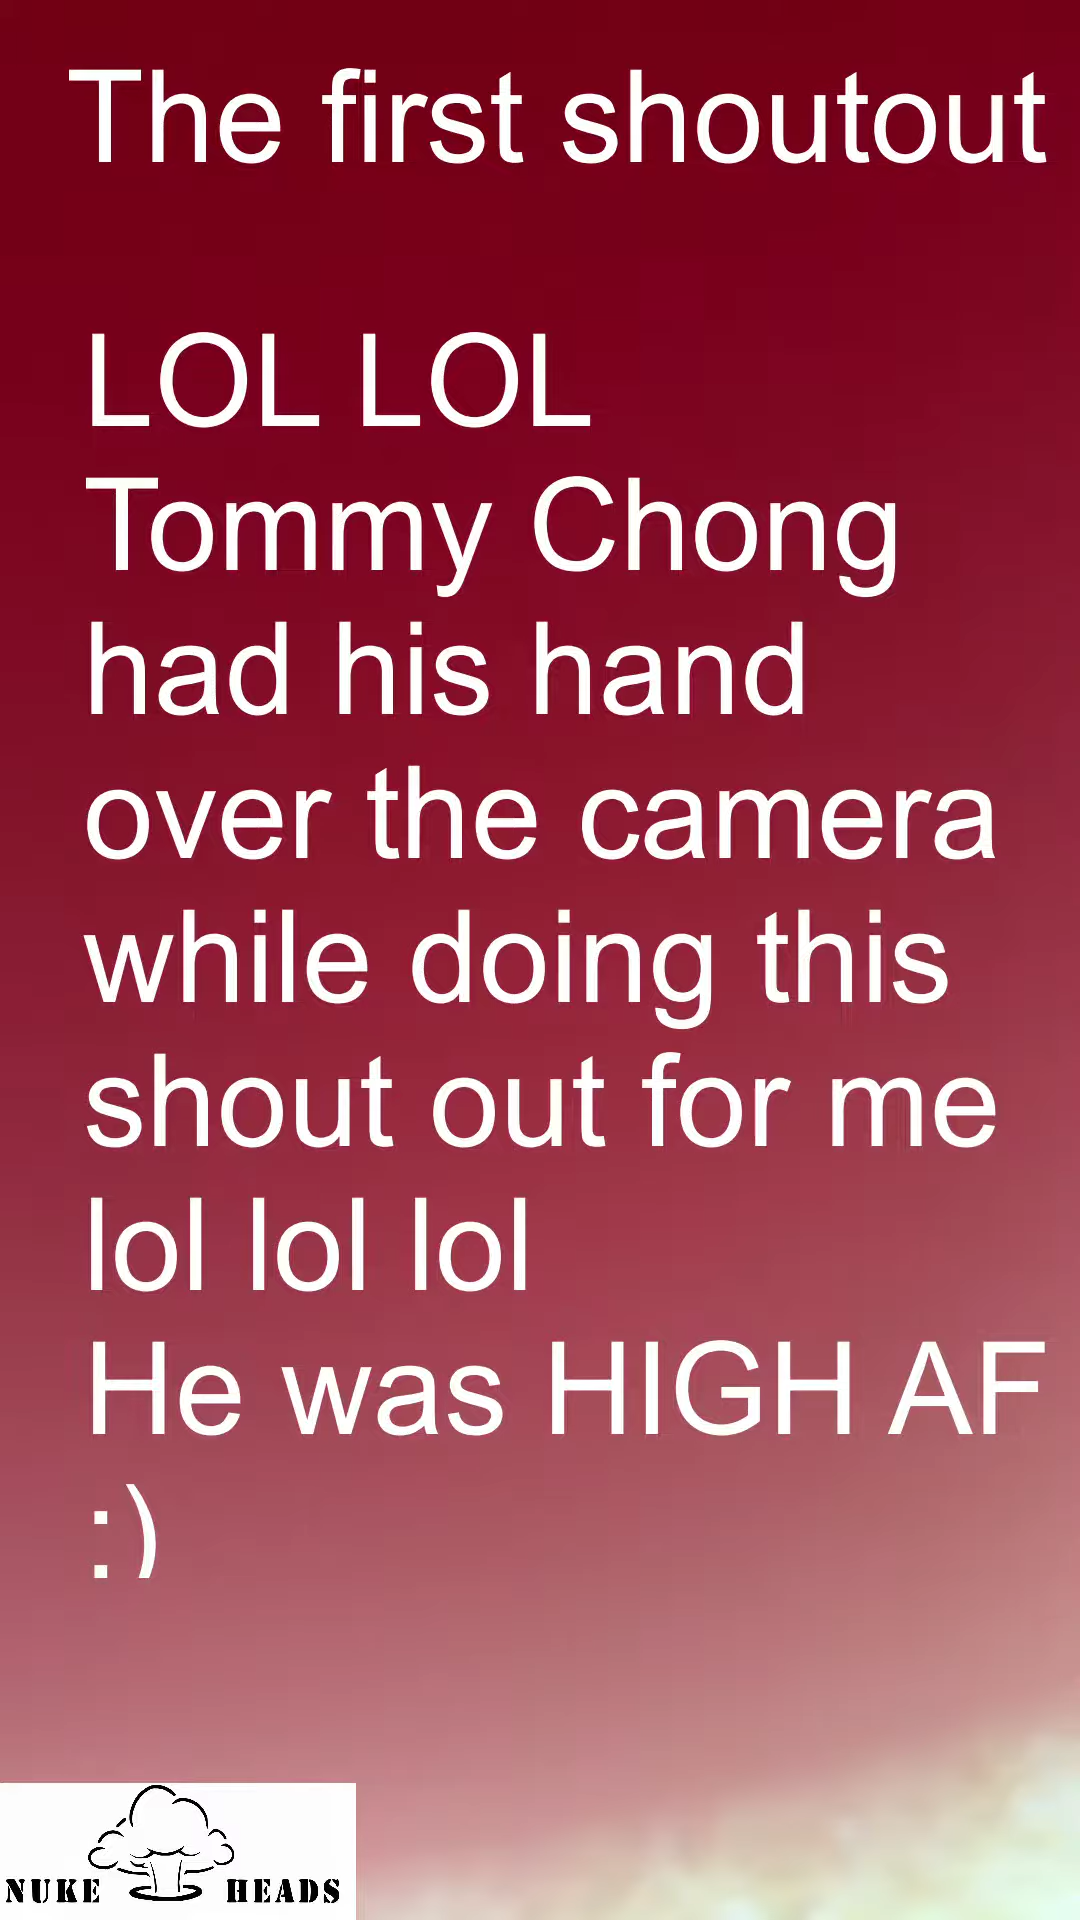 The first shoutout
LOL LOL
Tommy Chong
had his hand
over the camera
while doing this
shout out for me
lol lol lol
He was HIGH AF
:)
NUKE HEADS